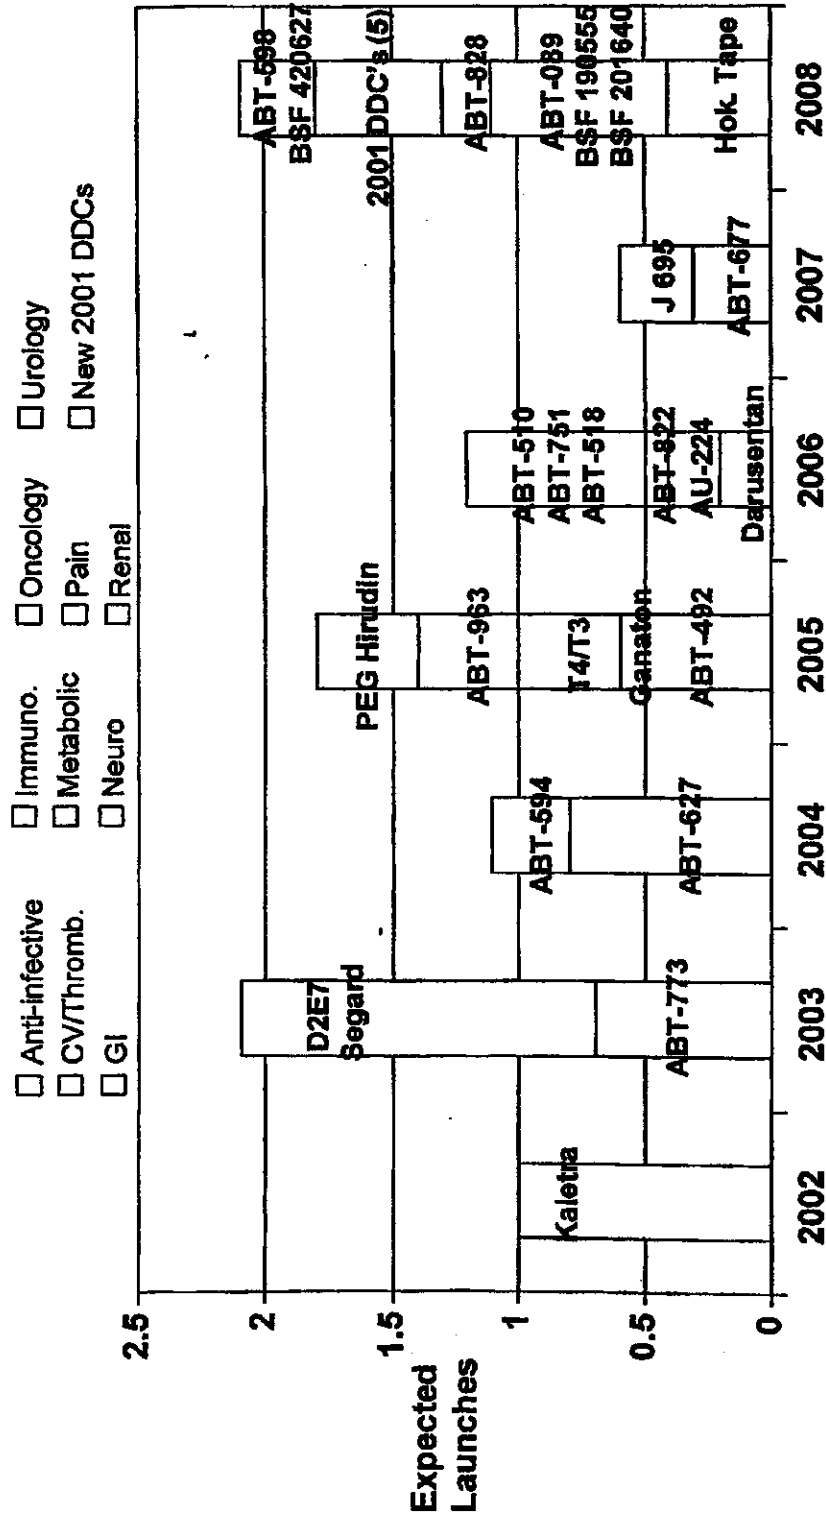 ☐ Anti-infective ☐ Immuno. ☐ Oncology ☐ Urology
☐ CV/Thromb. ☐ Metabolic ☐ Pain ☐ New 2001 DDCs
☐ GI ☐ Neuro ☐ Renal
Expected
Launches
2.5
2
1.5
1
0.5
0
Kaletra
2002
D2E7
Segard
ABT-773
2003
ABT-594
ABT-627
2004
PEG Hirudin
ABT-963
T4/T3
Ganaton
ABT-492
2005
ABT-510
ABT-751
ABT-518
ABT-822
AU-224
Darusentan
2006
J 695
ABT-677
2007
ABT-598
BSF 420627
2001 DDC's (5)
ABT-828
ABT-089
BSF 190555
BSF 201640
Hok. Tape
2008